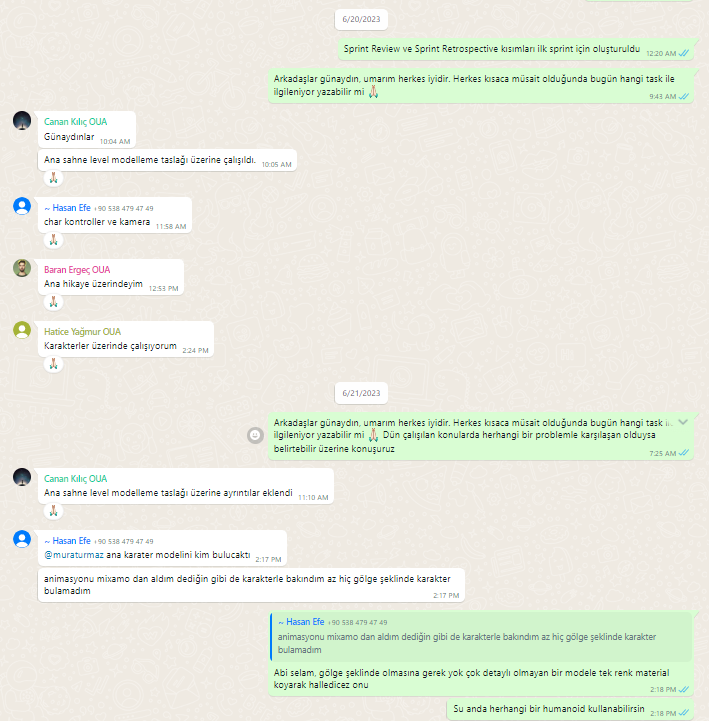 6/20/2023
Sprint Review ve Sprint Retrospective kısımları ilk sprint için oluşturuldu 12:20 AM
Arkadaşlar günaydın, umarım herkes iyidir. Herkes kısaca müsait olduğunda bugün hangi task ile
ilgileniyor yazabilir mi 🙏🏻 9:43 AM
Canan Kılıç OUA
Günaydınlar 10:04 AM
Ana sahne level modelleme taslağı üzerine çalışıldı. 10:05 AM
~ Hasan Efe +90 538 479 47 49
char kontroller ve kamera 11:58 AM
Baran Ergeç OUA
Ana hikaye üzerindeyim 12:53 PM
Hatice Yağmur OUA
Karakterler üzerinde çalışıyorum 2:24 PM
6/21/2023
Arkadaşlar günaydın, umarım herkes iyidir. Herkes kısaca müsait olduğunda bugün hangi task ile
ilgileniyor yazabilir mi 🙏🏻 Dün çalışılan konularda herhangi bir problemle karşılaşan olduysa
belirtebilir üzerine konuşuruz 7:25 AM
Canan Kılıç OUA
Ana sahne level modelleme taslağı üzerine ayrıntılar eklendi 11:10 AM
~ Hasan Efe +90 538 479 47 49
@muraturmaz ana karater modelini kim bulucaktı 2:17 PM
animasyonu mixamo dan aldım dediğin gibi de karakterle bakındım az hiç gölge şeklinde karakter
bulamadım 2:17 PM
~ Hasan Efe +90 538 479 47 49
animasyonu mixamo dan aldım dediğin gibi de karakterle bakındım az hiç gölge şeklinde karakter
bulamadım
Abi selam, gölge şeklinde olmasına gerek yok çok detaylı olmayan bir modele tek renk material
koyarak halledicez onu 2:18 PM
Su anda herhangi bir humanoid kullanabilirsin 2:18 PM